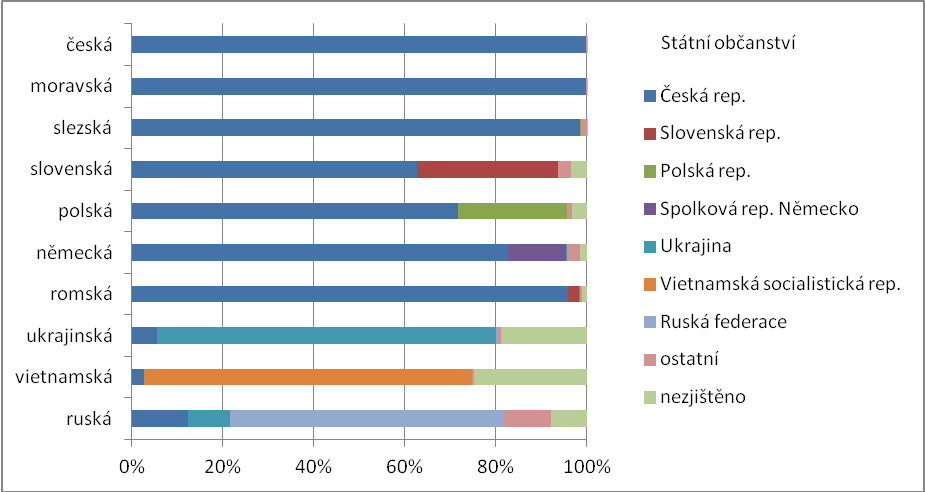 česká
moravská
slezská
slovenská
polská
německá
romská
ukrajinská
vietnamská
ruská
0% 20% 40% 60% 80% 100%
Státní občanství
Česká rep.
Slovenská rep.
Polská rep.
Spolková rep. Německo
Ukrajina
Vietnamská socialistická rep.
Ruská federace
ostatní
nezjištěno